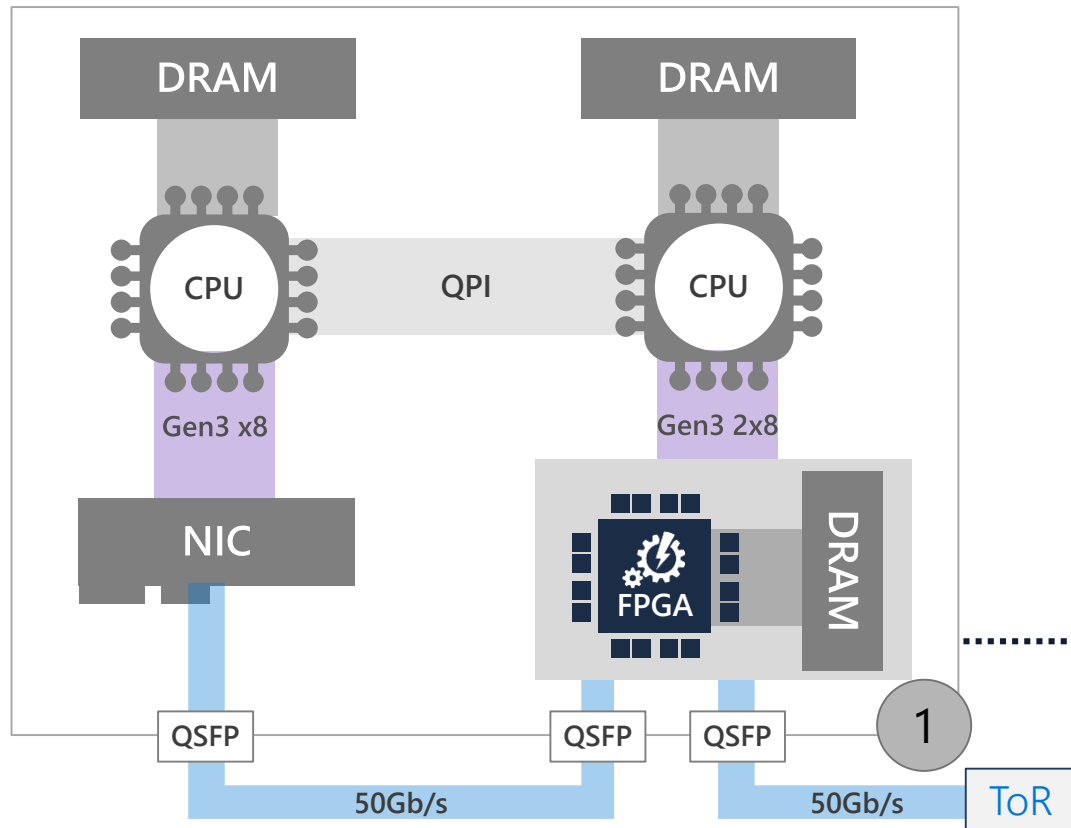 DRAM
DRAM
CPU
QPI
CPU
Gen3 x8
Gen3 2x8
NIC
FPGA
DRAM
QSFP
QSFP
QSFP
1
50Gb/s
50Gb/s
ToR